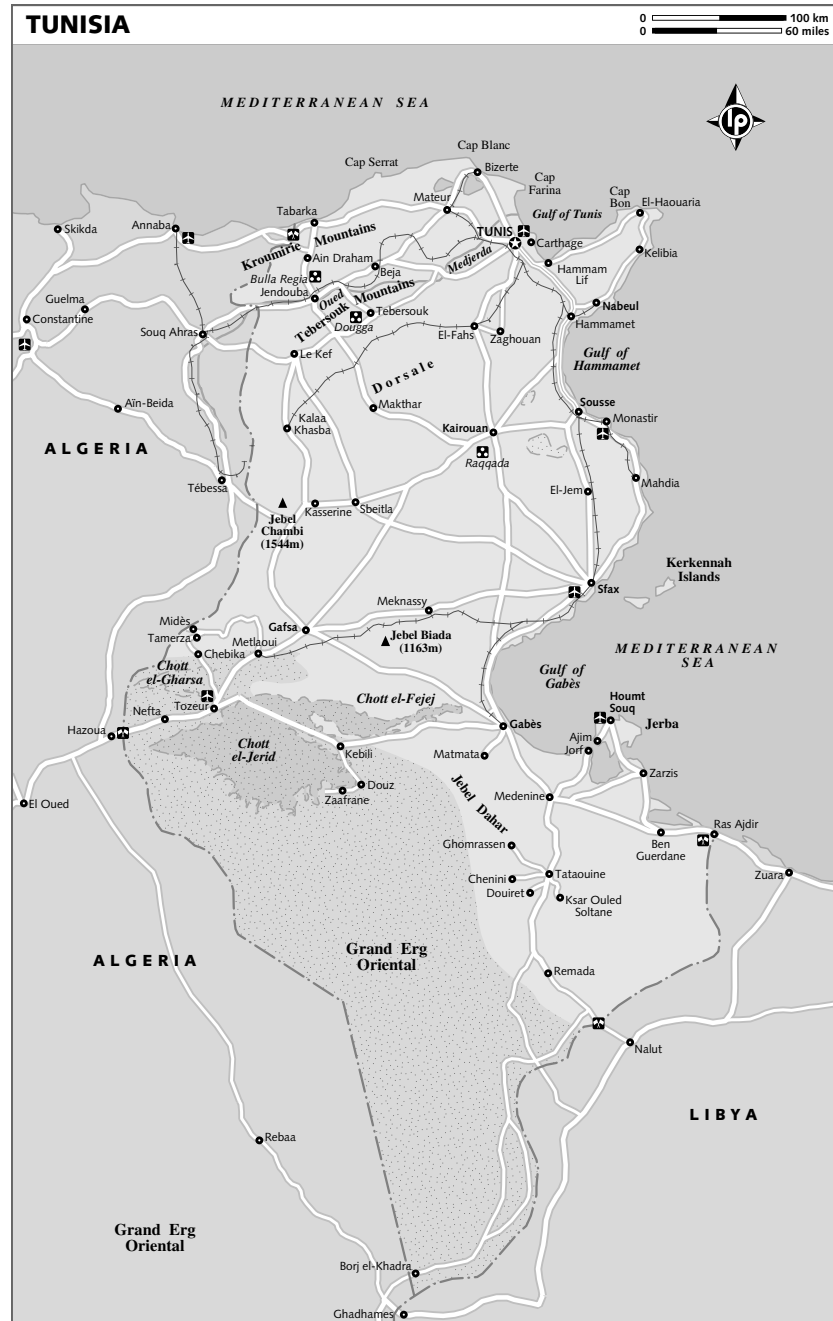 TUNISIA
0 100 km
0 60 miles
MEDITERRANEAN SEA
lp
Cap Blanc
Cap Serrat
Bizerte
Cap
Farina
Cap
Bon
El-Haouaria
Mateur
Gulf of Tunis
Tabarka
Skikda
Annaba
TUNIS
Carthage
Kroumirie Mountains
Ain Draham
Beja
Medjerda
Hammam
Lif
Kelibia
Bulla Regia
Jendouba
Oued
Guelma
Constantine
Nabeul
Hammamet
Tebersouk Mountains
Tebersouk
Dougga
Souq Ahras
El-Fahs
Zaghouan
Le Kef
Gulf of
Hammamet
Dorsale
Aïn-Beida
Makthar
Sousse
Monastir
Kalaa
Khasba
Kairouan
ALGERIA
Raqqada
Mahdia
Tébessa
El-Jem
Jebel
Chambi
(1544m)
Kasserine
Sbeitla
Kerkennah
Islands
Sfax
Meknassy
Midès
Tamerza
Gafsa
Metlaoui
Chebika
Jebel Biada
(1163m)
MEDITERRANEAN
SEA
Chott
el-Gharsa
Gulf of
Gabès
Chott el-Fejej
Houmt
Souq
Tozeur
Nefta
Jerba
Hazoua
Gabès
Ajim
Jorf
Chott
el-Jerid
Kebili
Matmata
Zarzis
Douz
Zaafrane
Jebel Dahar
El Oued
Medenine
Ras Ajdir
Ben
Guerdane
Ghomrassen
Zuara
Chenini
Tataouine
Douiret
Ksar Ouled
Soltane
Grand Erg
Oriental
ALGERIA
Remada
Nalut
LIBYA
Rebaa
Grand Erg
Oriental
Borj el-Khadra
Ghadhames